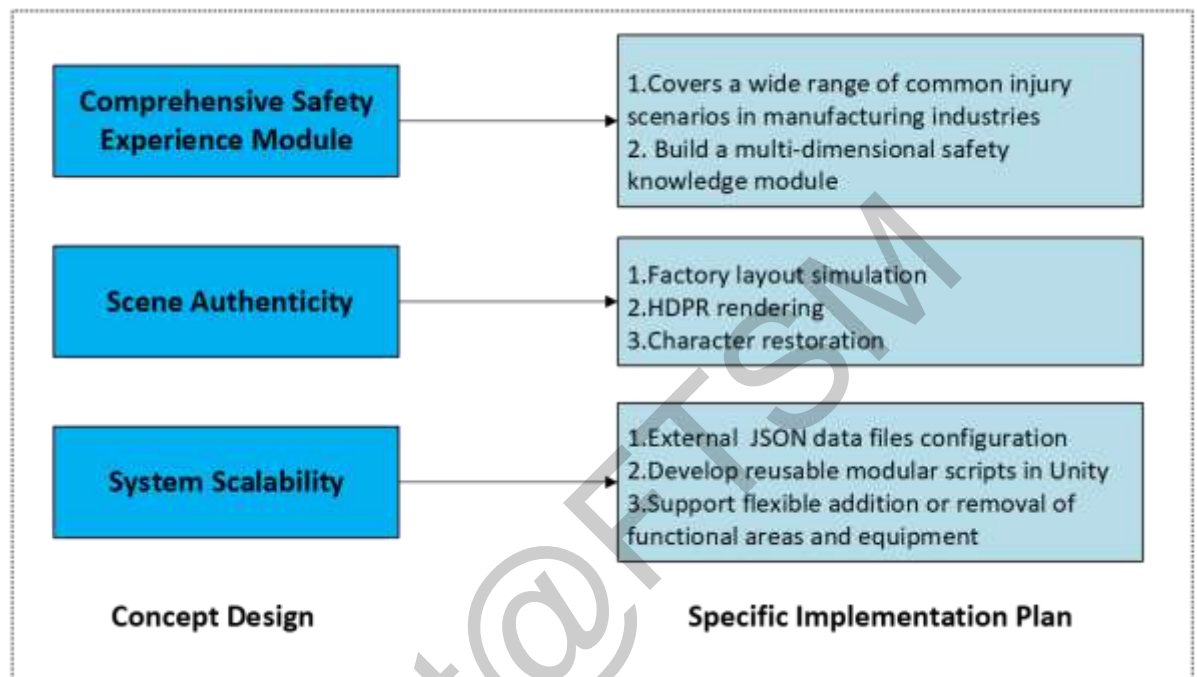 Comprehensive Safety
Experience Module
1.Covers a wide range of common injury
scenarios in manufacturing industries
2. Build a multi-dimensional safety
knowledge module
Scene Authenticity
1.Factory layout simulation
2.HDPR rendering
3.Character restoration
System Scalability
1.External JSON data files configuration
2.Develop reusable modular scripts in Unity
3.Support flexible addition or removal of
functional areas and equipment
Concept Design
Specific Implementation Plan
t@FTSM